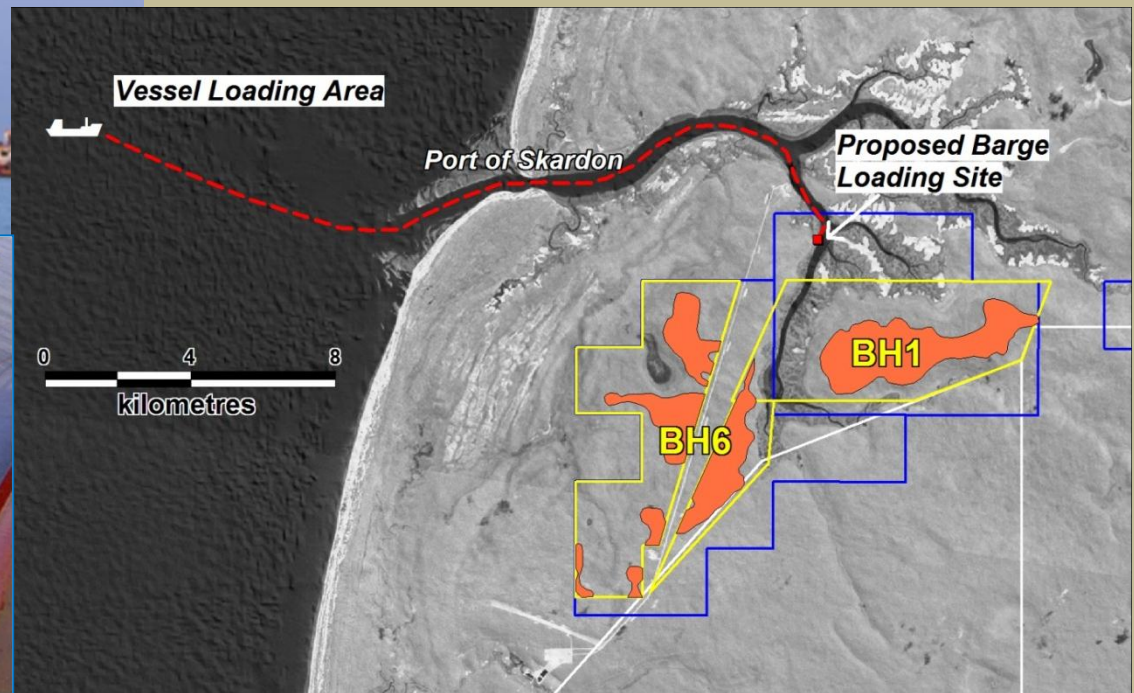 Vessel Loading Area
Port of Skardon
Proposed Barge
Loading Site
0 4 8
kilometres
BH1
BH6